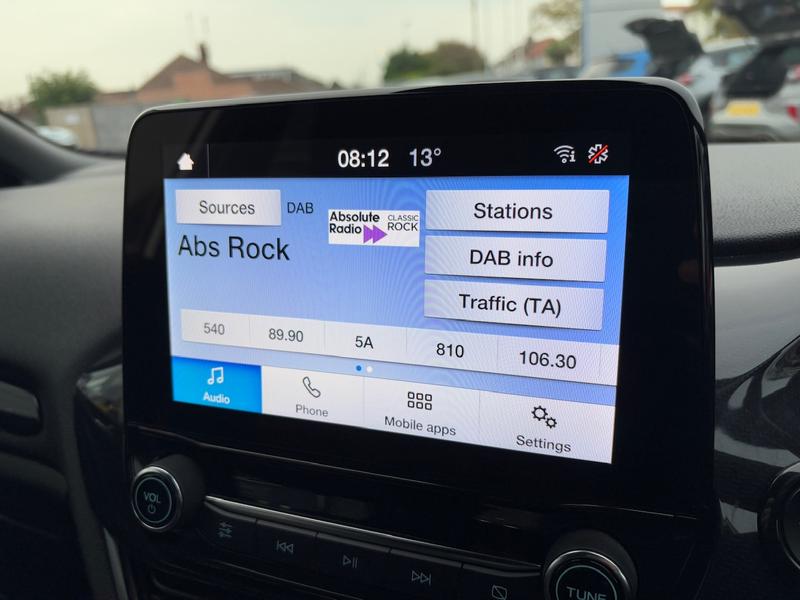 08:12 13°
Sources DAB
Absolute Radio CLASSIC ROCK
Stations
Abs Rock
DAB info
Traffic (TA)
540 89.90 5A 810 106.30
Audio Phone Mobile apps Settings
VOL
TUNE